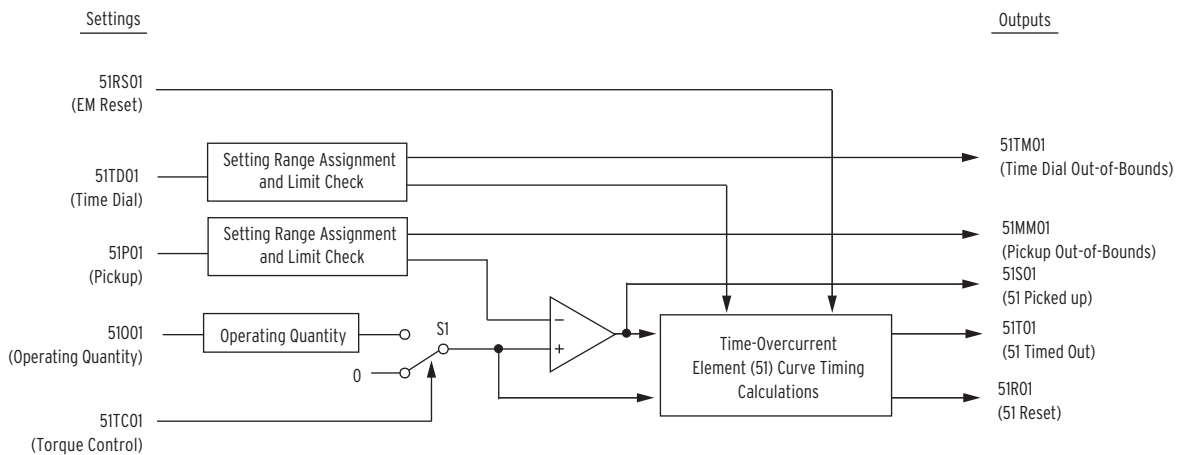 Settings
Outputs
51RS01
(EM Reset)
51TD01
(Time Dial)
Setting Range Assignment
and Limit Check
51TM01
(Time Dial Out-of-Bounds)
51P01
(Pickup)
Setting Range Assignment
and Limit Check
51MM01
(Pickup Out-of-Bounds)
51S01
(51 Picked up)
51O01
(Operating Quantity)
Operating Quantity
S1
0
–
+
Time-Overcurrent
Element (51) Curve Timing
Calculations
51T01
(51 Timed Out)
51R01
(51 Reset)
51TC01
(Torque Control)